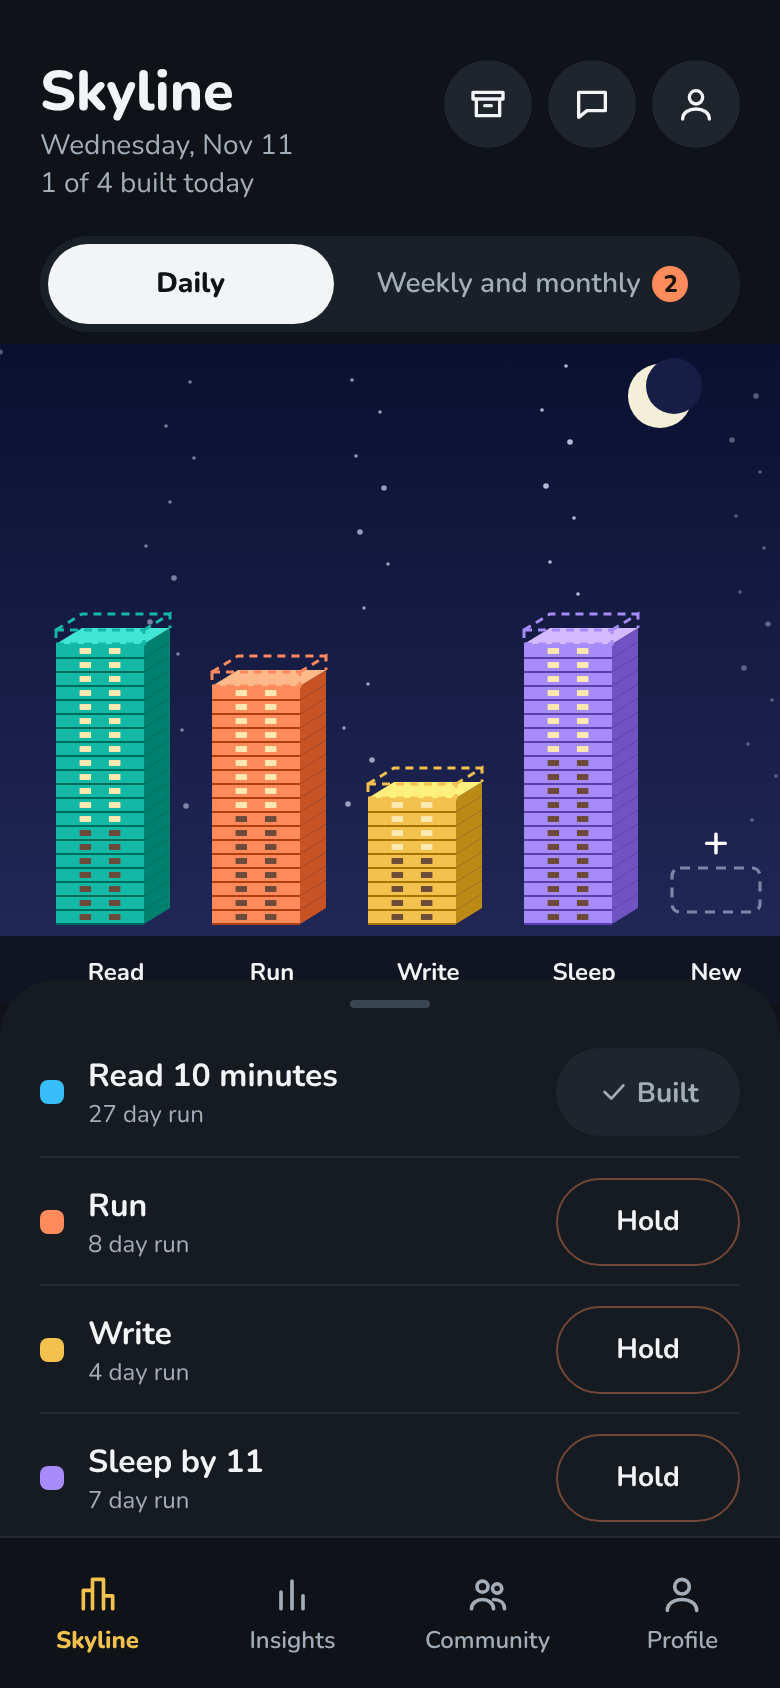 Skyline
Wednesday, Nov 11
1 of 4 built today
Daily
Weekly and monthly 2
Read
Run
Write
Sleep
New
Read 10 minutes
27 day run
Built
Run
8 day run
Hold
Write
4 day run
Hold
Sleep by 11
7 day run
Hold
Skyline
Insights
Community
Profile